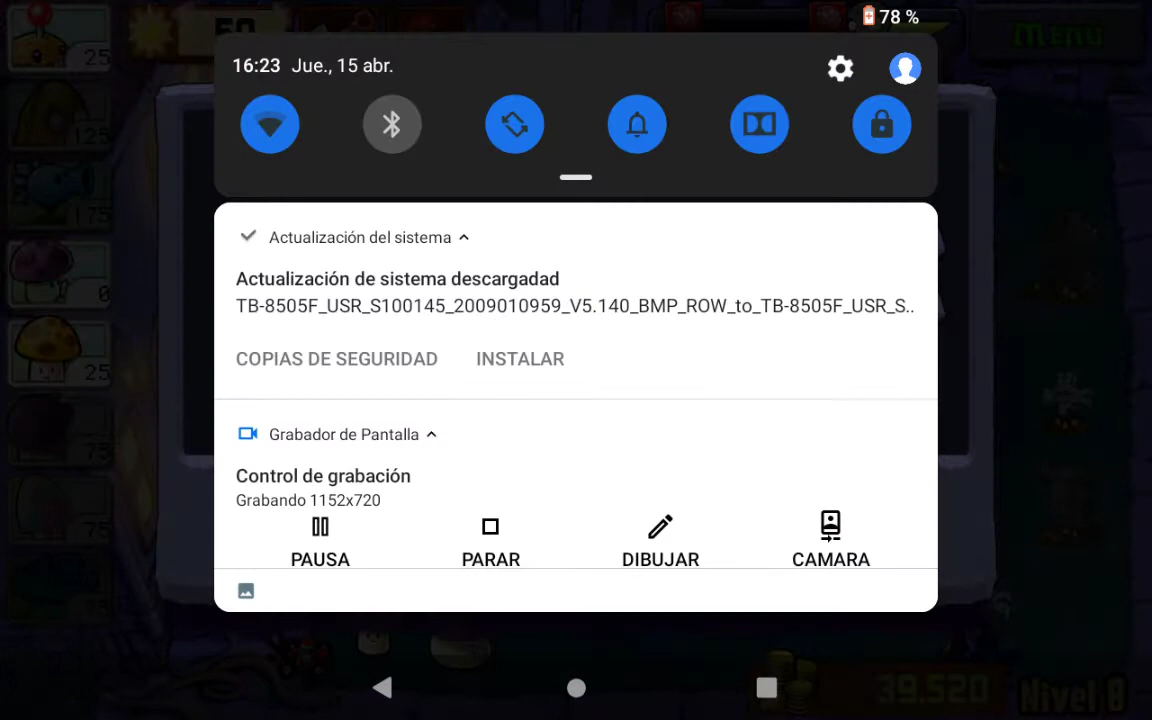 50
78 %
MENÚ
16:23 Jue., 15 abr.
25
125
175
0
25
75
75
Actualización del sistema
Actualización de sistema descargadad
TB-8505F_USR_S100145_2009010959_V5.140_BMP_ROW_to_TB-8505F_USR_S..
COPIAS DE SEGURIDAD INSTALAR
Grabador de Pantalla
Control de grabación
Grabando 1152x720
PAUSA PARAR DIBUJAR CAMARA
39.520 Nivel 8